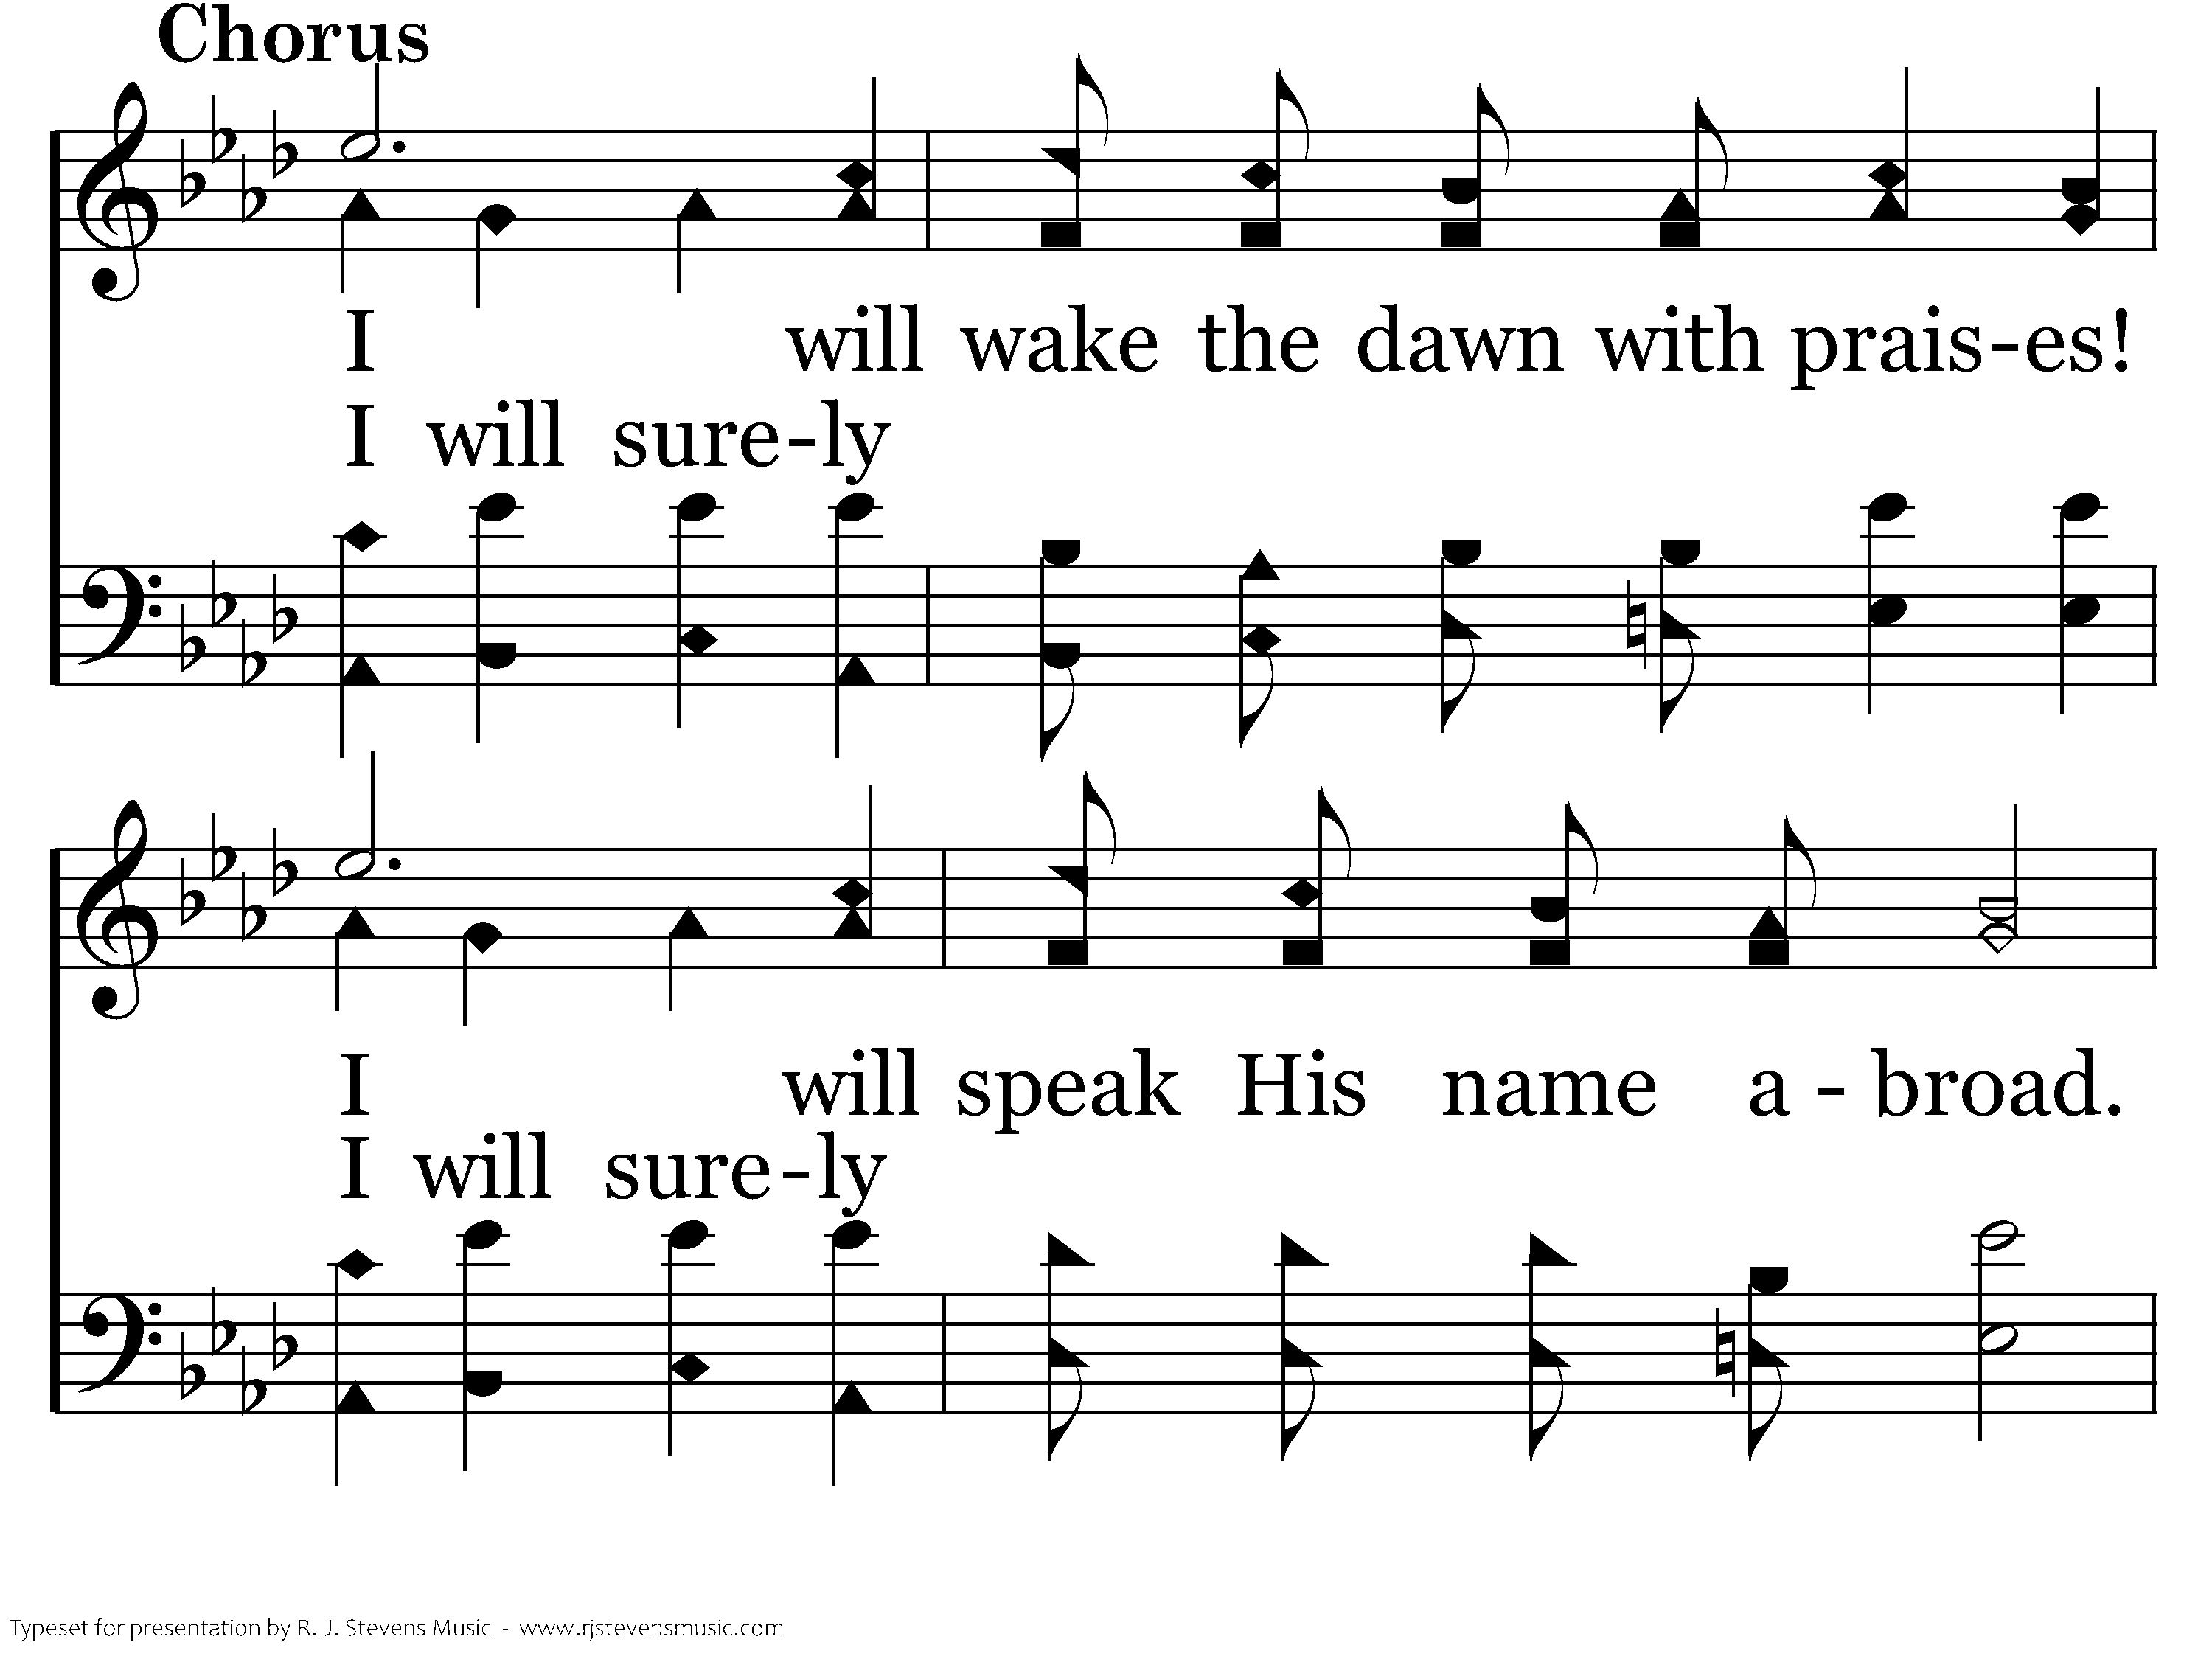 Chorus
I will wake the dawn with prais-es!
I will sure-ly
I will speak His name a - broad.
I will sure-ly
Typeset for presentation by R. J. Stevens Music - www.rjstevensmusic.com